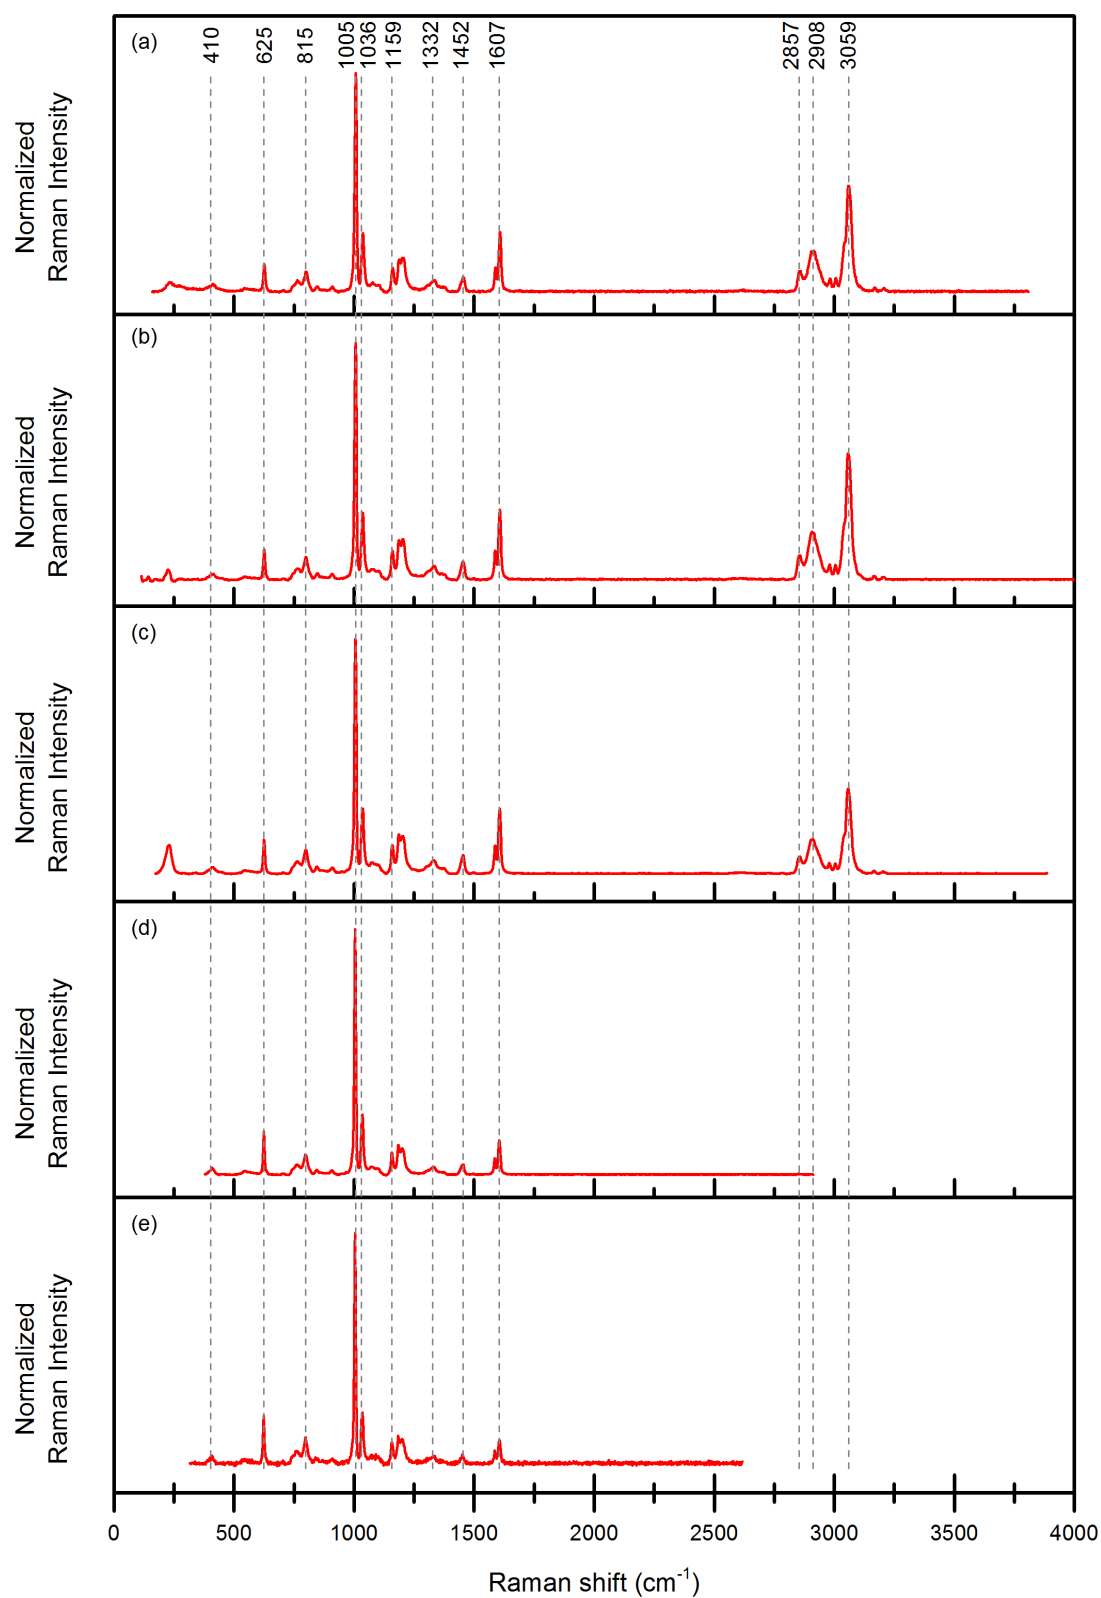 (a)
410
625
815
1005
1036
1159
1332
1452
1607
2857
2908
3059
Normalized
Raman Intensity
(b)
Normalized
Raman Intensity
(c)
Normalized
Raman Intensity
(d)
Normalized
Raman Intensity
(e)
Normalized
Raman Intensity
0 500 1000 1500 2000 2500 3000 3500 4000
Raman shift (cm⁻¹)